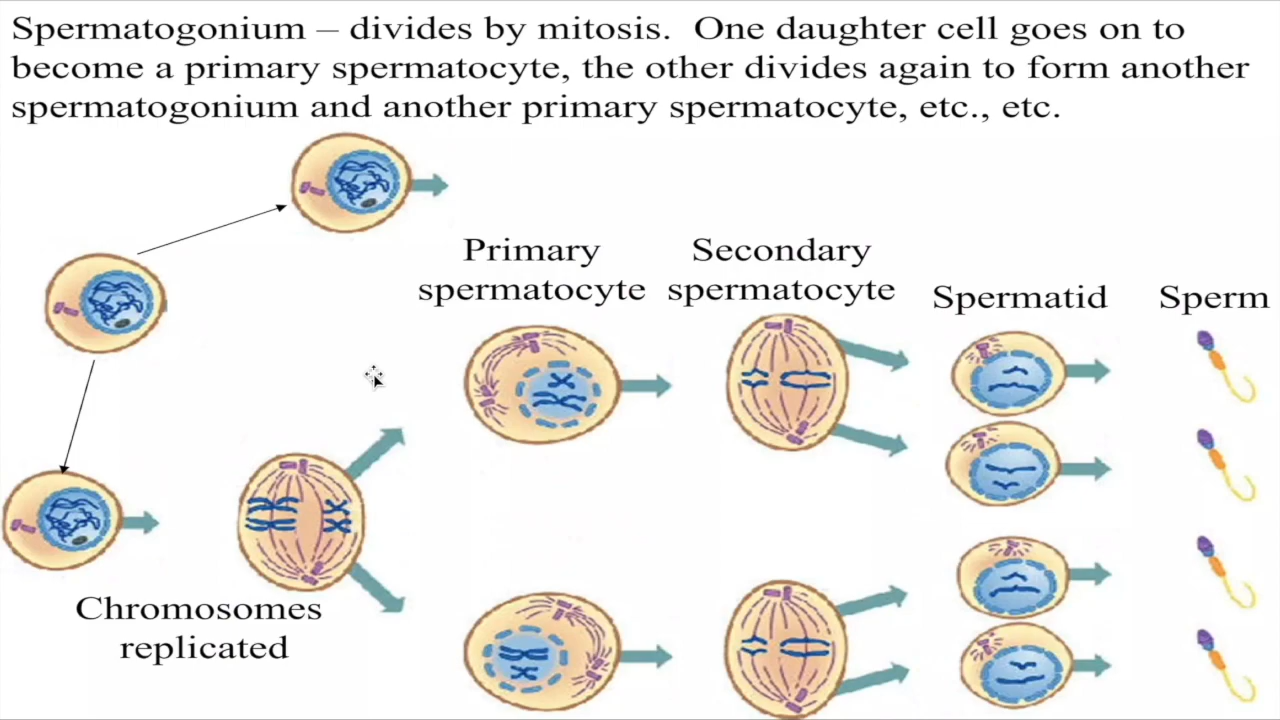 Spermatogonium – divides by mitosis.  One daughter cell goes on to
become a primary spermatocyte, the other divides again to form another
spermatogonium and another primary spermatocyte, etc., etc.
Primary
spermatocyte
Secondary
spermatocyte
Spermatid
Sperm
Chromosomes
replicated